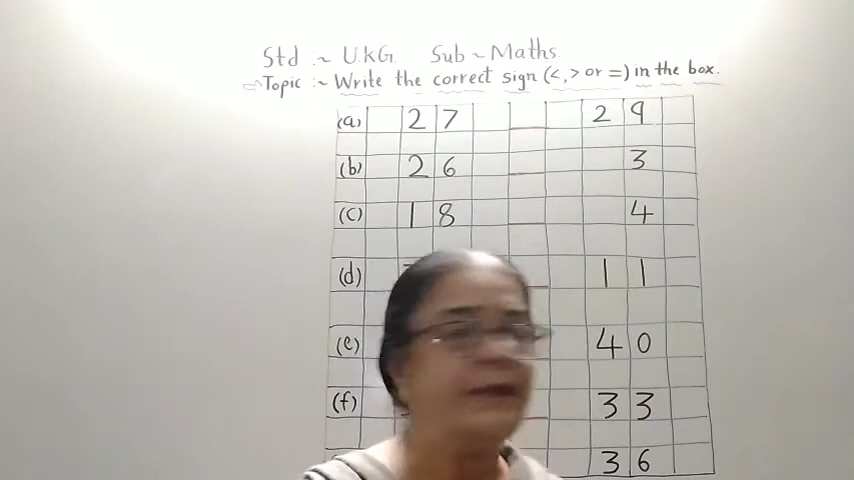 Std :~ U.K.G. Sub ~ Maths
⇒ Topic :~ Write the correct sign (<, > or =) in the box.
(a) 27 29
(b) 26 3
(c) 18 4
(d) 11
(e) 40
(f) 33
36